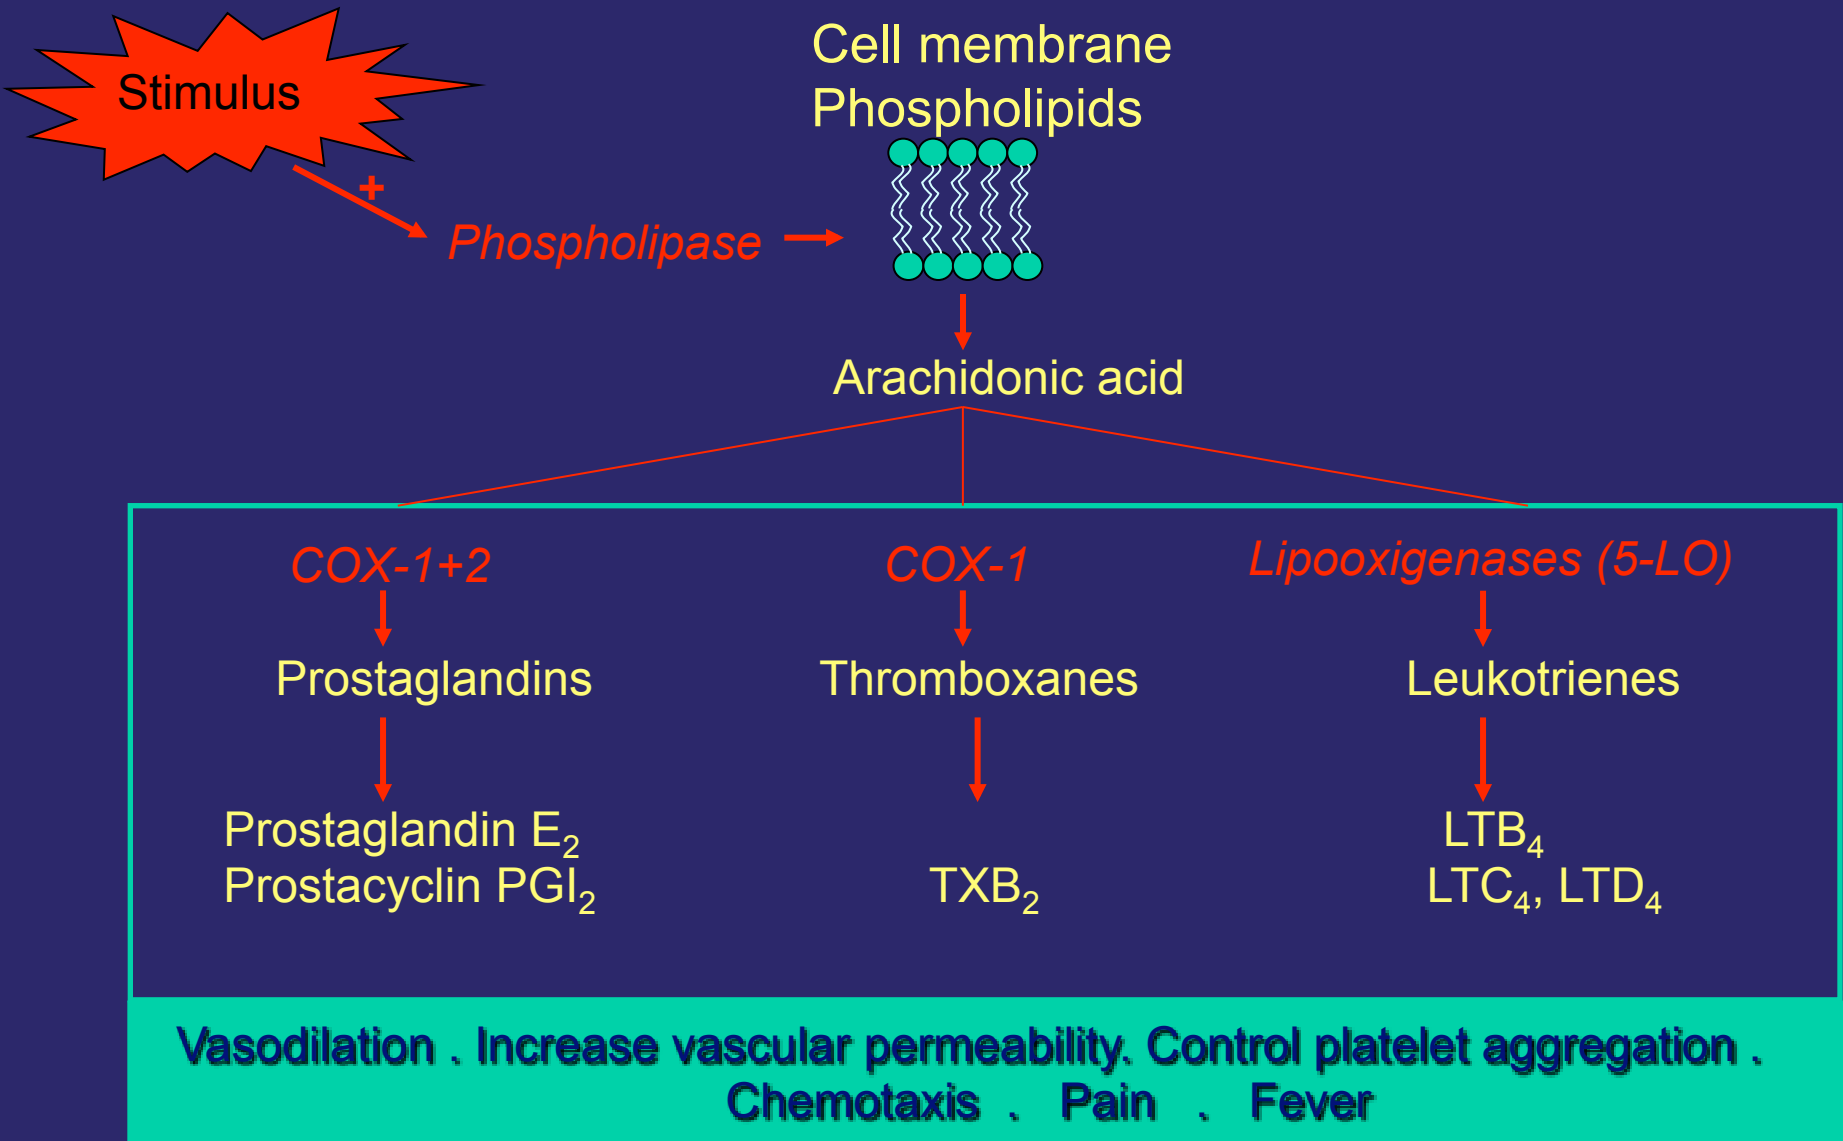 Stimulus
Cell membrane
Phospholipids
+
Phospholipase
Arachidonic acid
COX-1+2
COX-1
Lipooxigenases (5-LO)
Prostaglandins
Thromboxanes
Leukotrienes
Prostaglandin E₂
Prostacyclin PGI₂
TXB₂
LTB₄
LTC₄, LTD₄
Vasodilation . Increase vascular permeability. Control platelet aggregation .
Chemotaxis . Pain . Fever